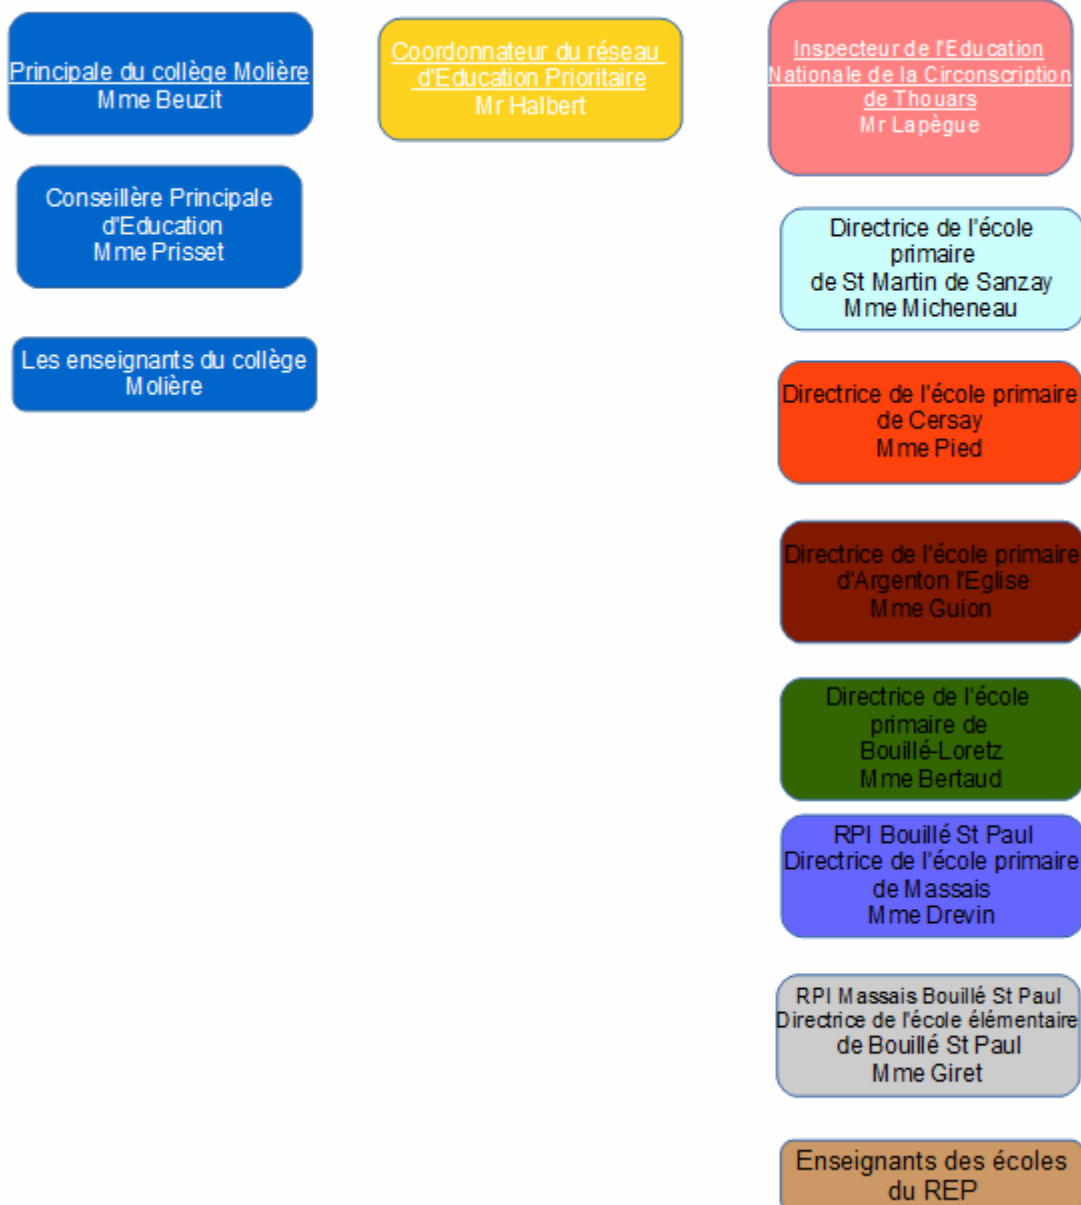 Principale du collège Molière
Mme Beuzit
Conseillère Principale
d'Education
Mme Prisset
Les enseignants du collège
Molière
Coordonnateur du réseau
d'Education Prioritaire
Mr Halbert
Inspecteur de l'Education
Nationale de la Circonscription
de Thouars
Mr Lapègue
Directrice de l'école
primaire
de St Martin de Sanzay
Mme Micheneau
Directrice de l'école primaire
de Cersay
Mme Pied
Directrice de l'école primaire
d'Argenton l'Eglise
Mme Guion
Directrice de l'école
primaire de
Bouillé-Loretz
Mme Bertaud
RPI Bouillé St Paul
Directrice de l'école primaire
de Massais
Mme Drevin
RPI Massais Bouillé St Paul
Directrice de l'école élémentaire
de Bouillé St Paul
Mme Giret
Enseignants des écoles
du REP